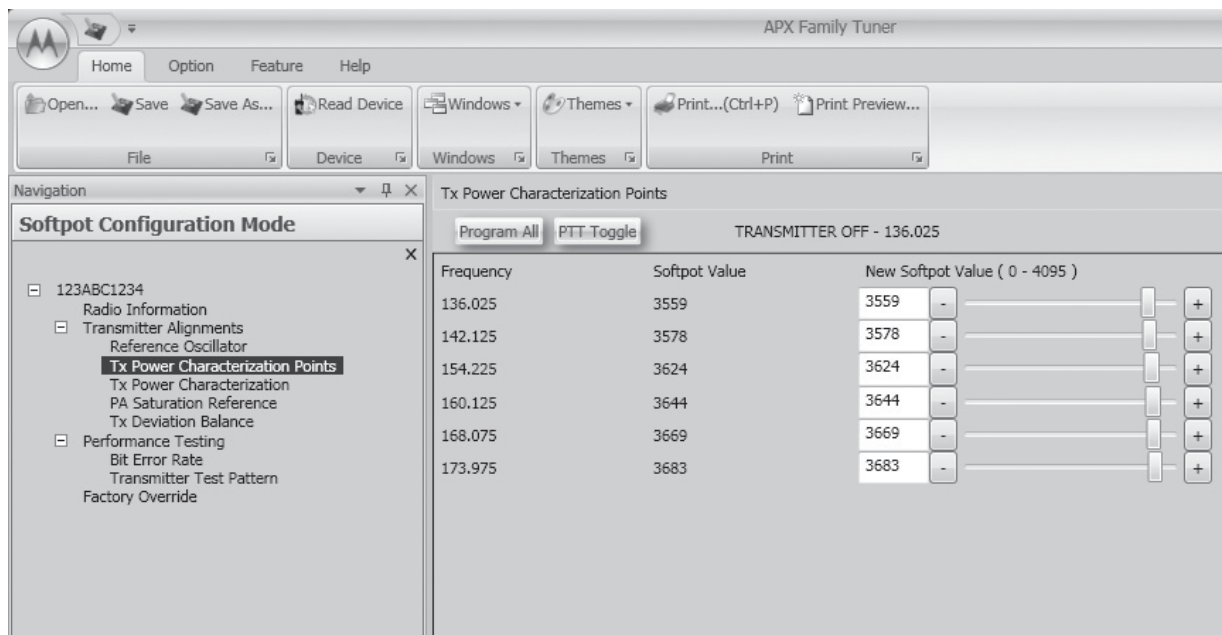 APX Family Tuner
Home Option Feature Help
Open... Save Save As... Read Device Windows Themes Print...(Ctrl+P) Print Preview...
File Device Windows Themes Print
Navigation
Softpot Configuration Mode
123ABC1234
Radio Information
Transmitter Alignments
Reference Oscillator
Tx Power Characterization Points
Tx Power Characterization
PA Saturation Reference
Tx Deviation Balance
Performance Testing
Bit Error Rate
Transmitter Test Pattern
Factory Override
Tx Power Characterization Points
Program All PTT Toggle TRANSMITTER OFF - 136.025
Frequency Softpot Value New Softpot Value ( 0 - 4095 )
136.025 3559 3559 - +
142.125 3578 3578 - +
154.225 3624 3624 - +
160.125 3644 3644 - +
168.075 3669 3669 - +
173.975 3683 3683 - +